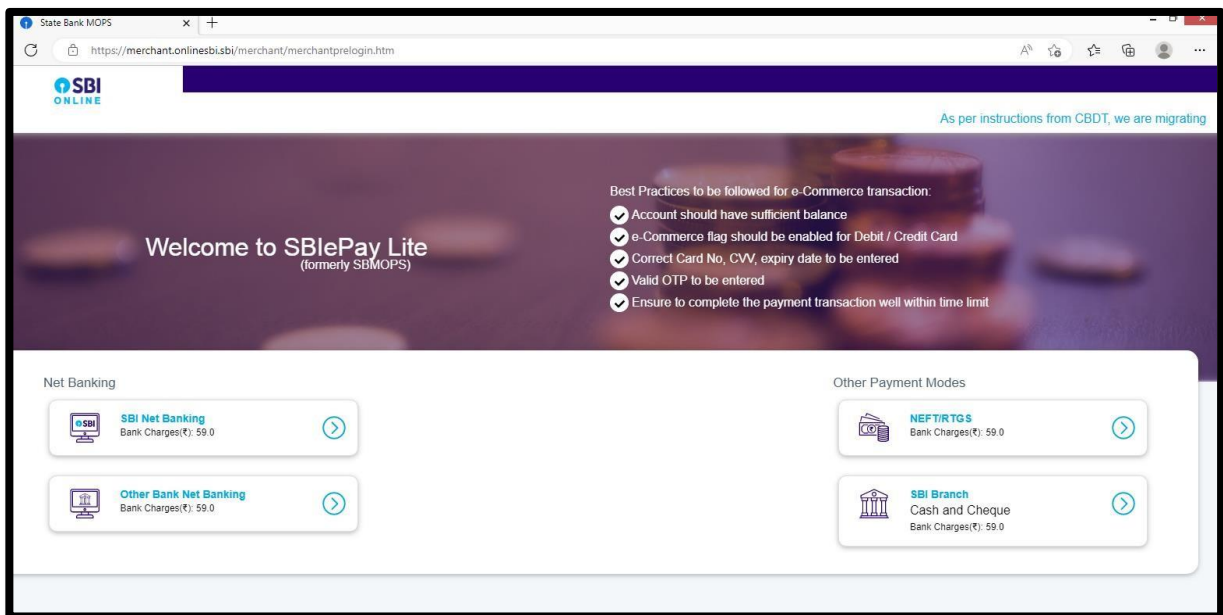 State Bank MOPS
https://merchant.onlinesbi.sbi/merchant/merchantprelogin.htm
SBI
ONLINE
As per instructions from CBDT, we are migrating
Welcome to SBIePay Lite
(formerly SBMOPS)
Best Practices to be followed for e-Commerce transaction:
Account should have sufficient balance
e-Commerce flag should be enabled for Debit / Credit Card
Correct Card No, CVV, expiry date to be entered
Valid OTP to be entered
Ensure to complete the payment transaction well within time limit
Net Banking
SBI
SBI Net Banking
Bank Charges(₹): 59.0
Other Bank Net Banking
Bank Charges(₹): 59.0
Other Payment Modes
NEFT/RTGS
Bank Charges(₹): 59.0
SBI Branch
Cash and Cheque
Bank Charges(₹): 59.0